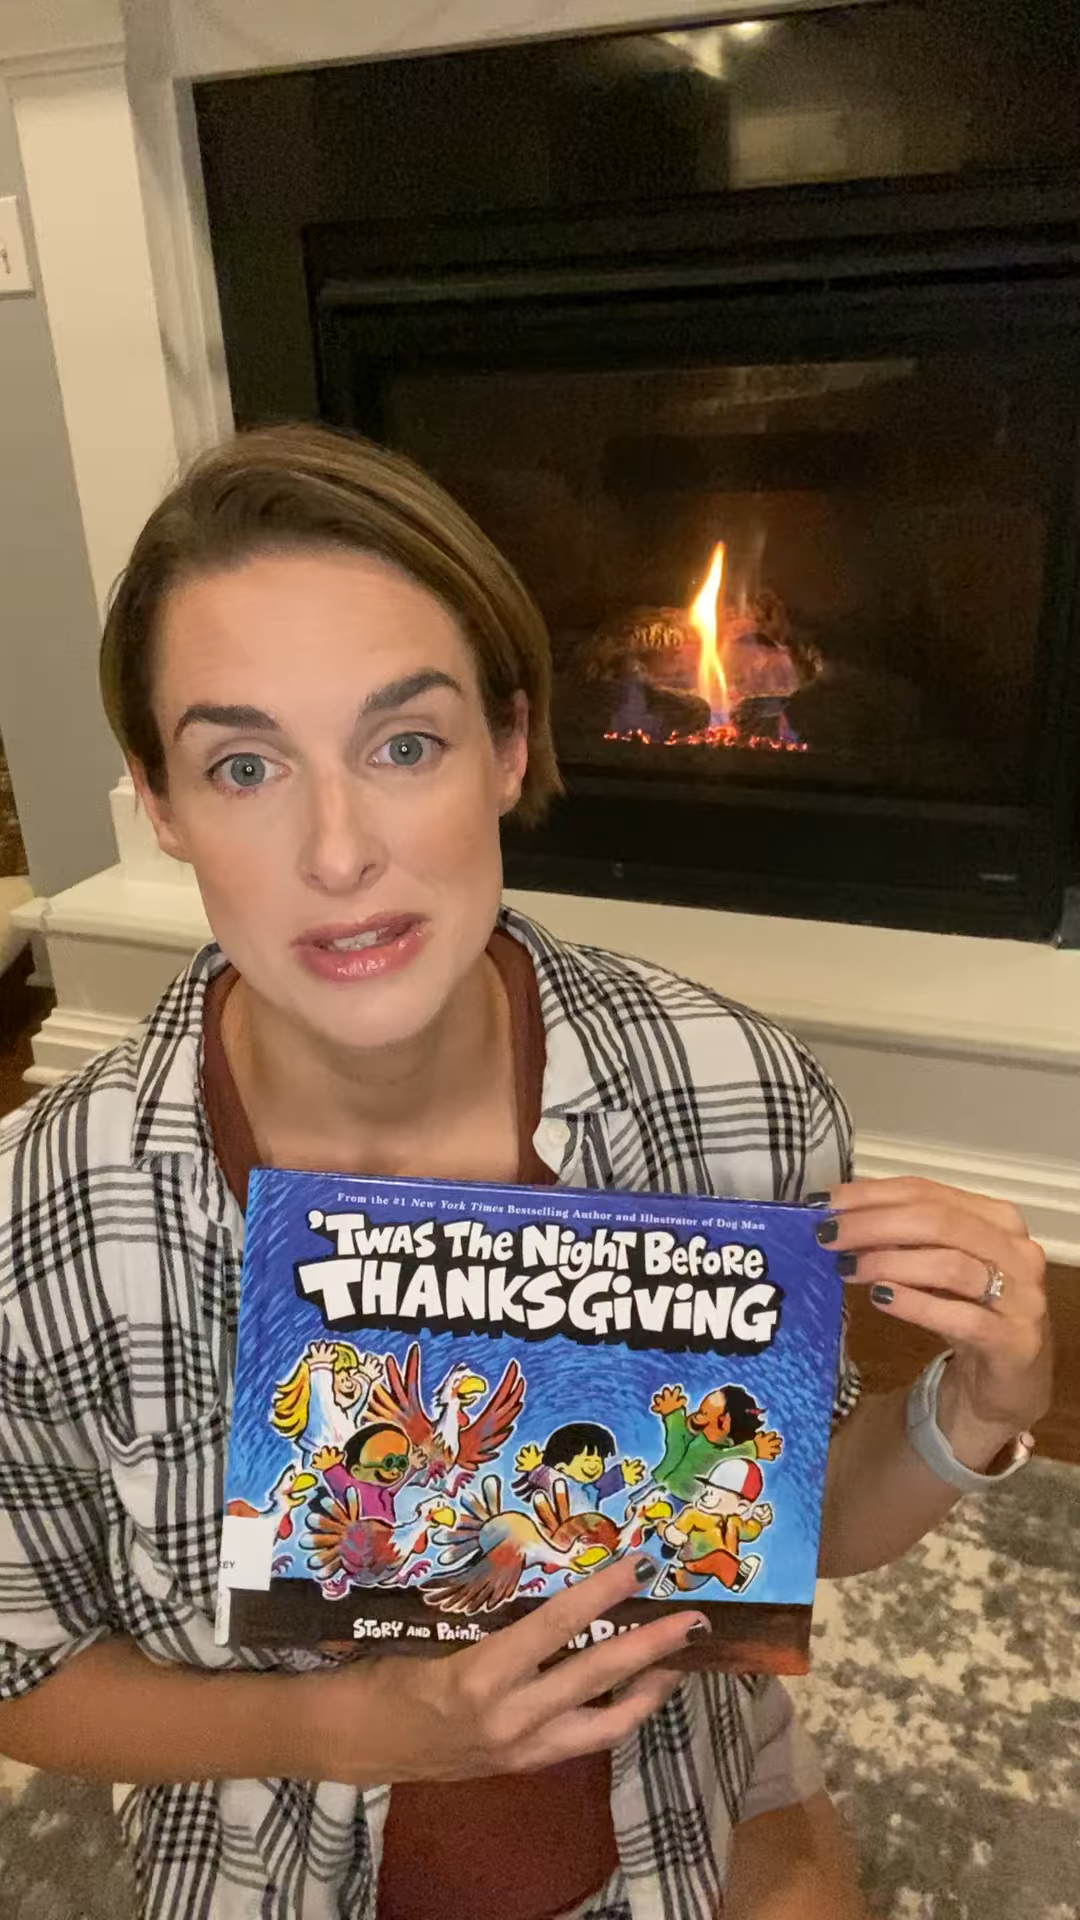 From the #1 New York Times Bestselling Author and Illustrator of Dog Man
'TWAS THE NIGHT BEFORE
THANKSGIVING
STORY AND